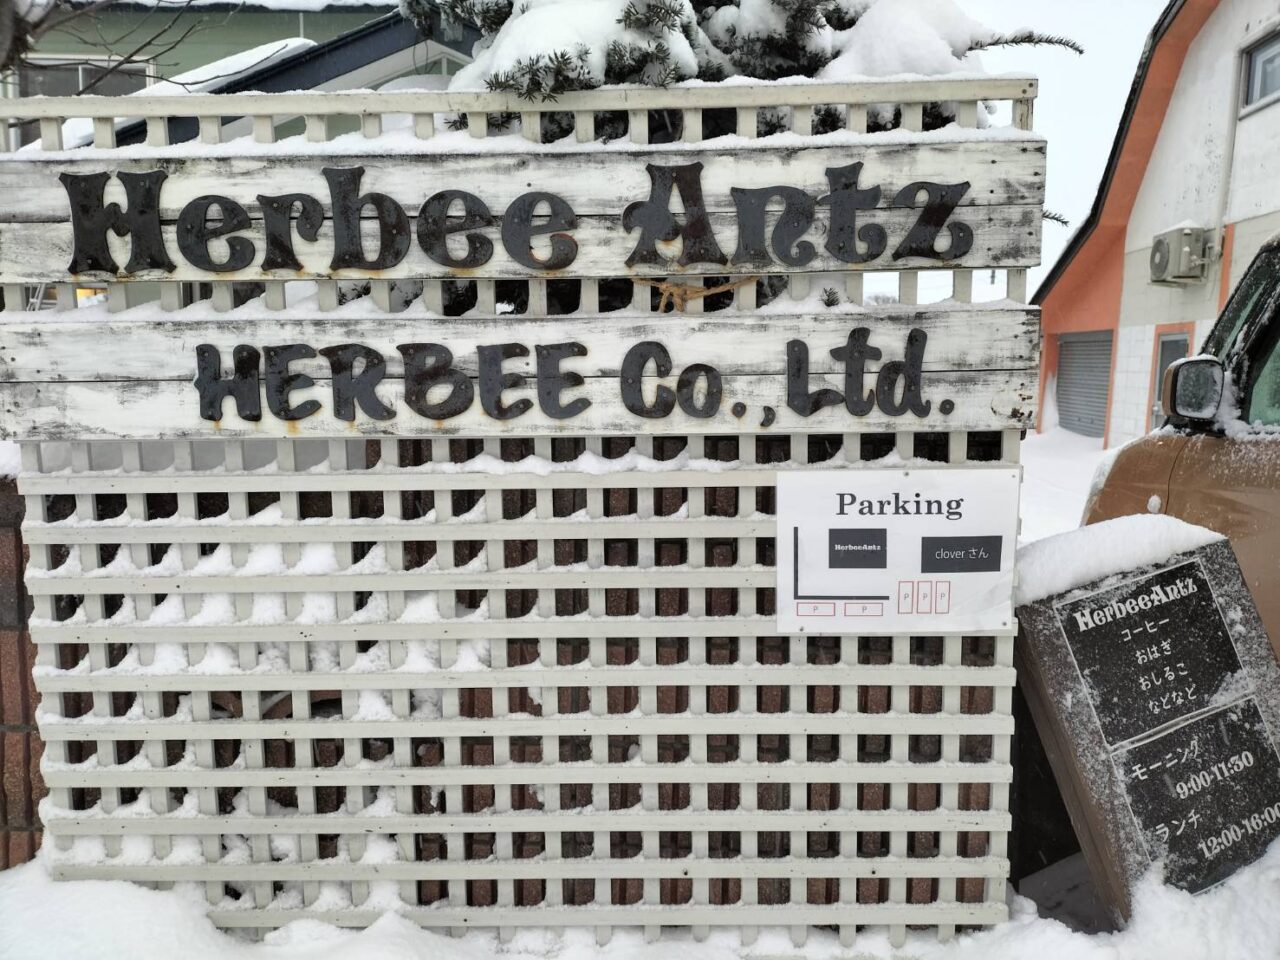 Herbee Antz
HERBEE Co., Ltd.
Parking
HerbeeAntz
clover さん
P
P
P
P
P
HerbeeAntz
コーヒー
おはぎ
おしるこ
などなど
モーニング
9:00-11:30
ランチ
12:00-16:00